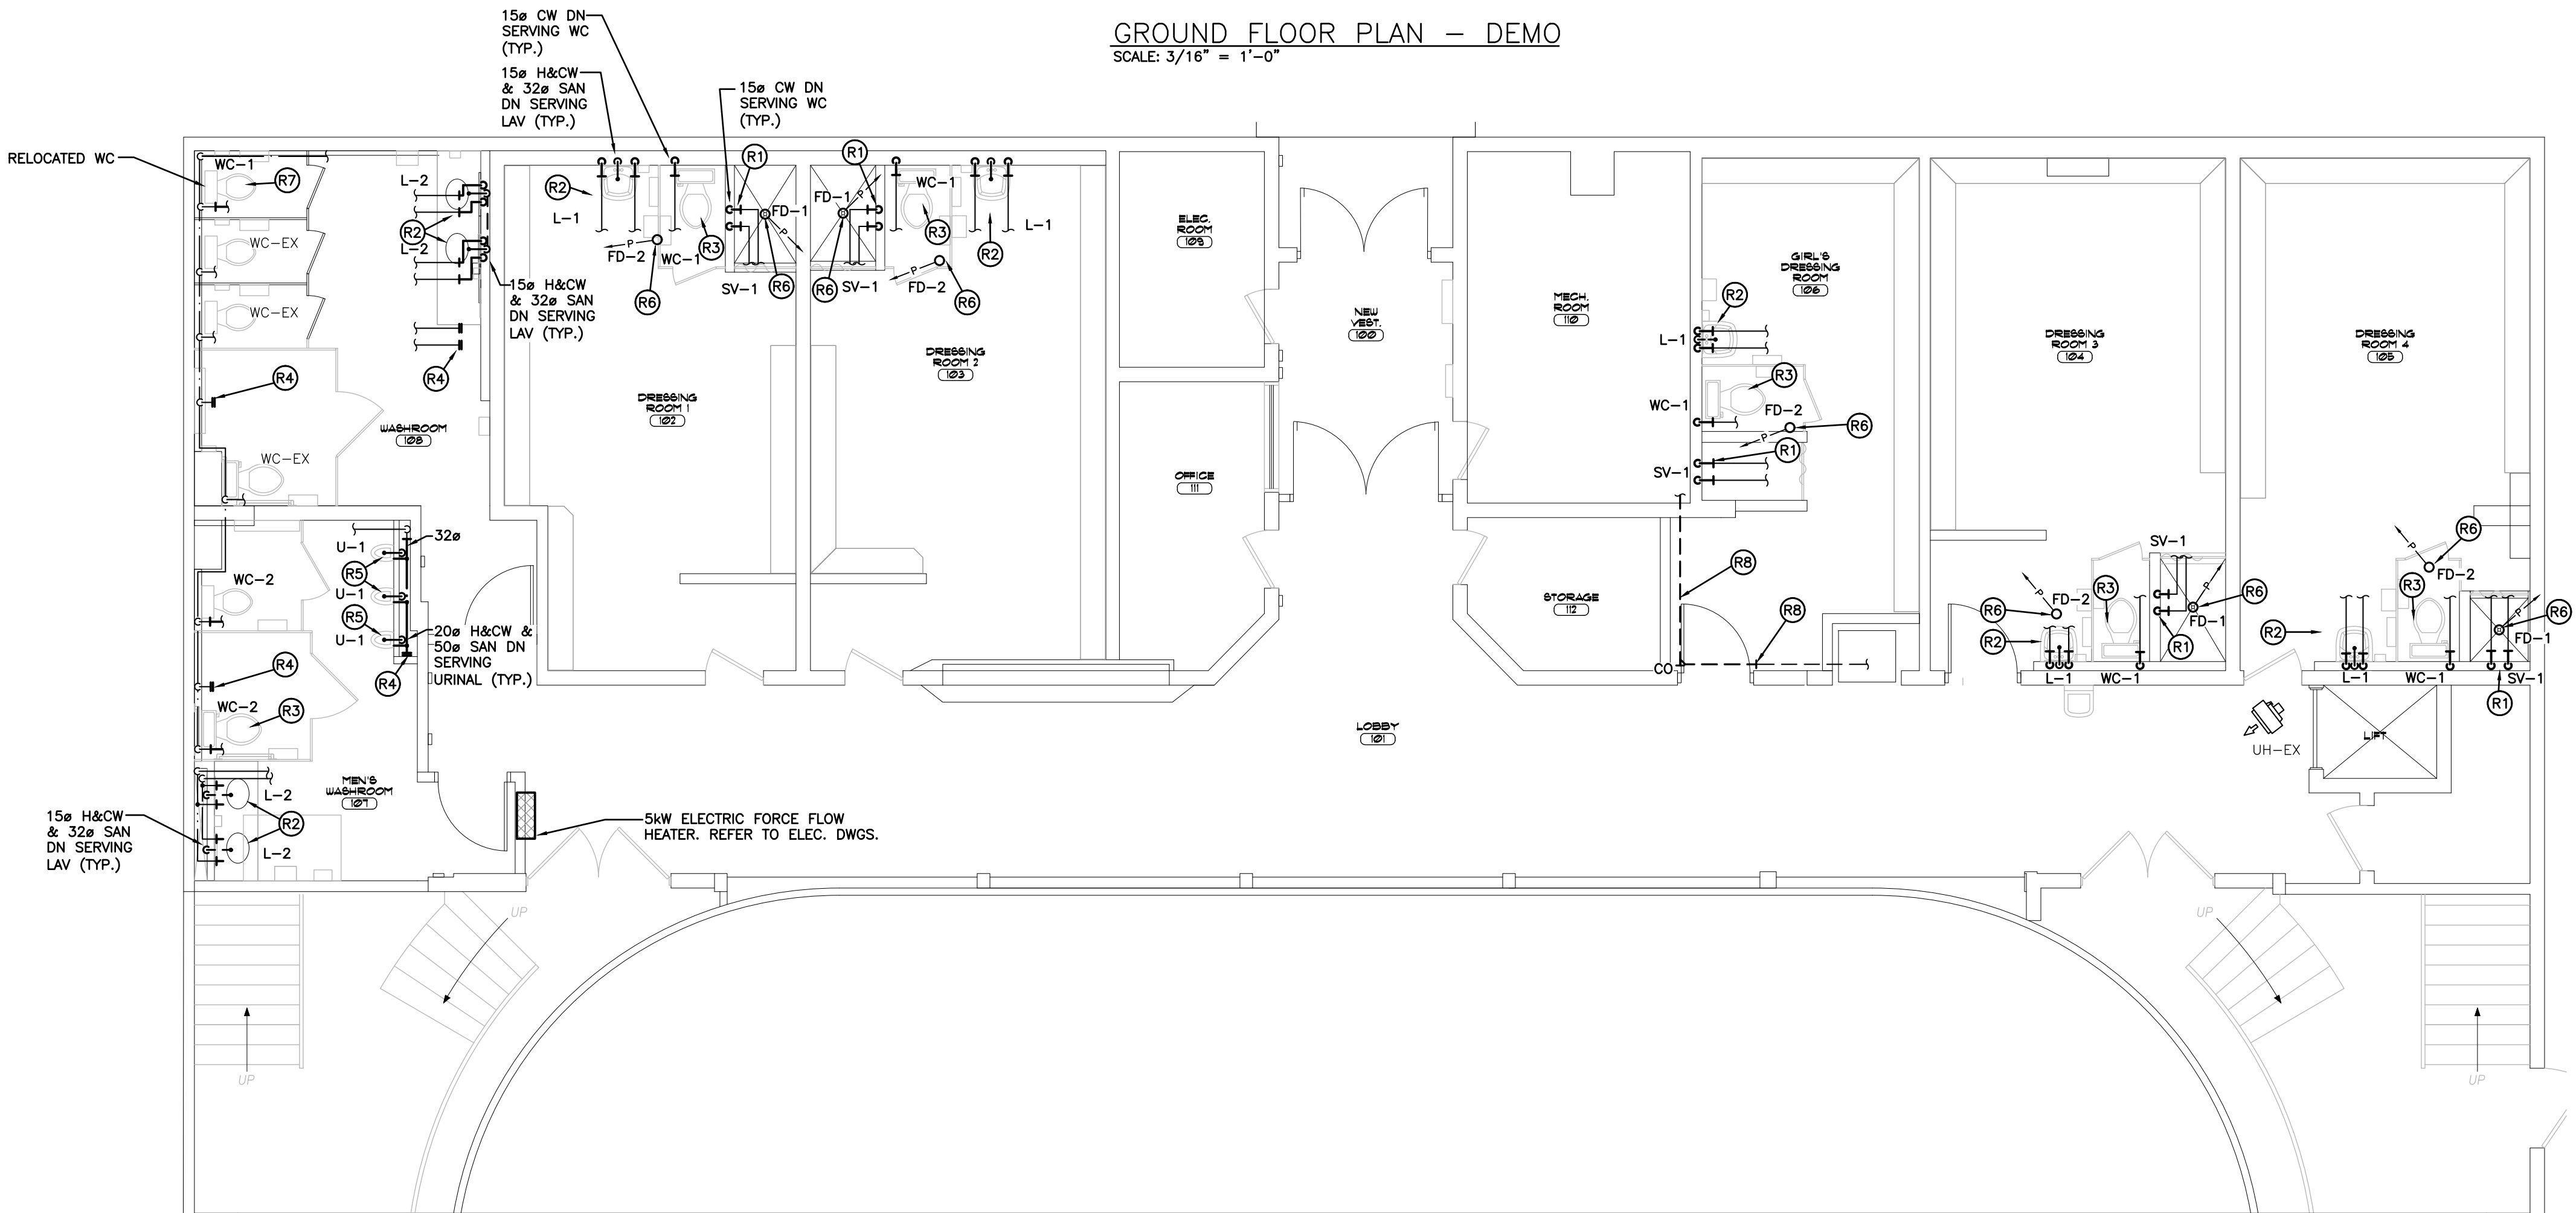 GROUND FLOOR PLAN – DEMO
SCALE: 3/16" = 1'-0"
15ø CW DN
SERVING WC
(TYP.)
15ø H&CW
& 32ø SAN
DN SERVING
LAV (TYP.)
15ø CW DN
SERVING WC
(TYP.)
RELOCATED WC
WC-1
R7
L-2
R2
L-2
WC-EX
WC-EX
R4
R4
WC-EX
WASHROOM
108
15ø H&CW
& 32ø SAN
DN SERVING
LAV (TYP.)
R2
L-1
P
FD-2
R6
WC-1
R3
R1
FD-1
P
SV-1
R6
DRESSING
ROOM 1
102
R1
FD-1
P
R6
SV-1
WC-1
R3
P
FD-2
R6
R2
L-1
DRESSING
ROOM 2
103
ELEC.
ROOM
109
OFFICE
111
NEW
VEST.
100
MECH.
ROOM
110
STORAGE
112
GIRL'S
DRESSING
ROOM
106
R2
L-1
R3
WC-1
FD-2
P
R6
R1
SV-1
R8
R8
CO
DRESSING
ROOM 3
104
SV-1
P
R6
FD-2
R3
R6
R2
FD-1
R1
P
L-1
WC-1
DRESSING
ROOM 4
105
P
R6
FD-2
R3
R2
P
R6
FD-1
L-1
WC-1
SV-1
R1
UH-EX
LIFT
LOBBY
101
U-1
32ø
R5
U-1
R5
U-1
WC-2
R4
R4
20ø H&CW &
50ø SAN DN
SERVING
URINAL (TYP.)
WC-2
R3
MEN'S
WASHROOM
107
L-2
R2
L-2
15ø H&CW
& 32ø SAN
DN SERVING
LAV (TYP.)
5kW ELECTRIC FORCE FLOW
HEATER. REFER TO ELEC. DWGS.
UP
UP
UP
UP